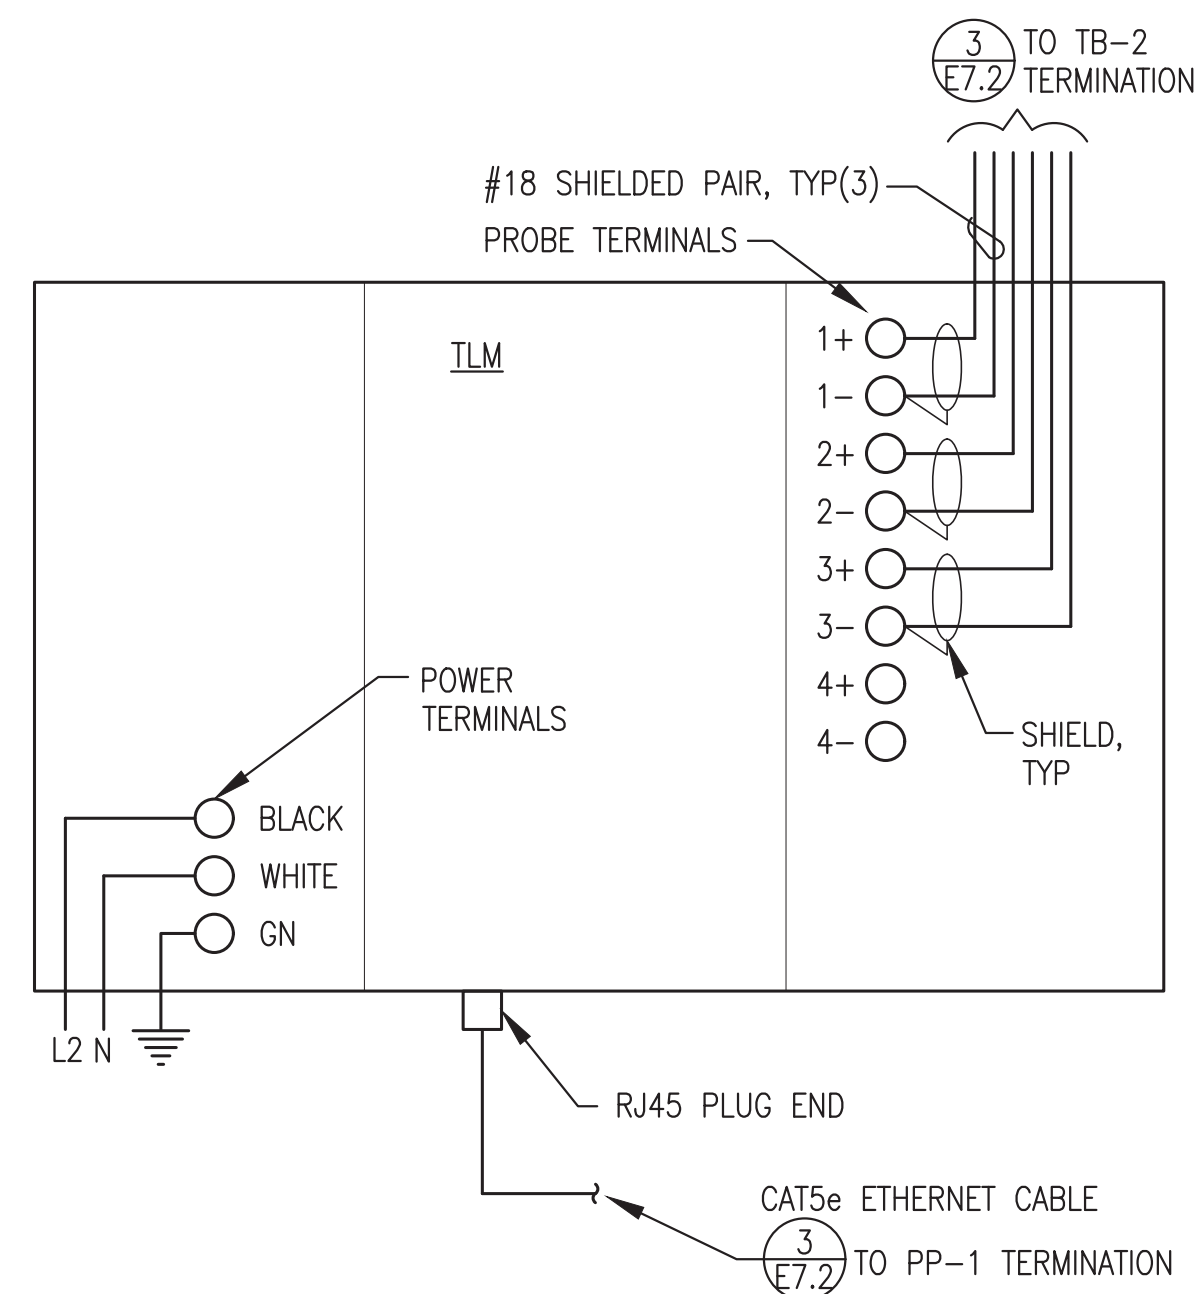 3
E7.2
TO TB-2
TERMINATION
#18 SHIELDED PAIR, TYP(3)
PROBE TERMINALS
TLM
1+
1-
2+
2-
3+
3-
4+
4-
SHIELD,
TYP
POWER
TERMINALS
BLACK
WHITE
GN
L2 N
RJ45 PLUG END
CAT5e ETHERNET CABLE
3
E7.2
TO PP-1 TERMINATION